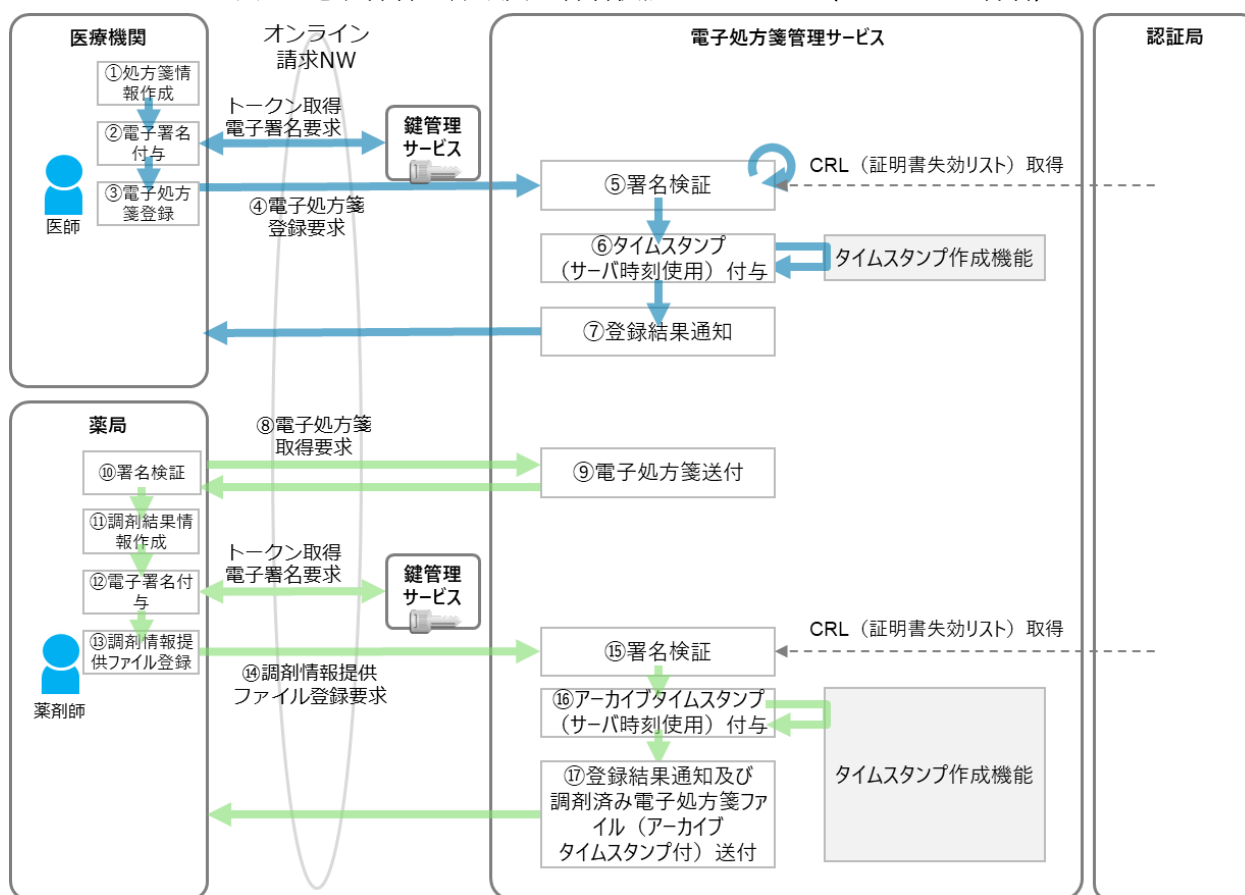 医療機関
オンライン
請求NW
電子処方箋管理サービス
認証局
①処方箋情
報作成
トークン取得
電子署名要求
鍵管理
サービス
②電子署名
付与
③電子処方
箋登録
医師
④電子処方箋
登録要求
⑤署名検証
CRL（証明書失効リスト）取得
⑥タイムスタンプ
（サーバ時刻使用）付与
タイムスタンプ作成機能
⑦登録結果通知
薬局
⑧電子処方箋
取得要求
⑨電子処方箋送付
⑩署名検証
⑪調剤結果情
報作成
トークン取得
電子署名要求
鍵管理
サービス
⑫電子署名付
与
⑬調剤情報提
供ファイル登録
薬剤師
⑭調剤情報提供
ファイル登録要求
⑮署名検証
CRL（証明書失効リスト）取得
⑯アーカイブタイムスタンプ
（サーバ時刻使用）付与
タイムスタンプ作成機能
⑰登録結果通知及び
調剤済み電子処方箋ファ
イル（アーカイブ
タイムスタンプ付）送付